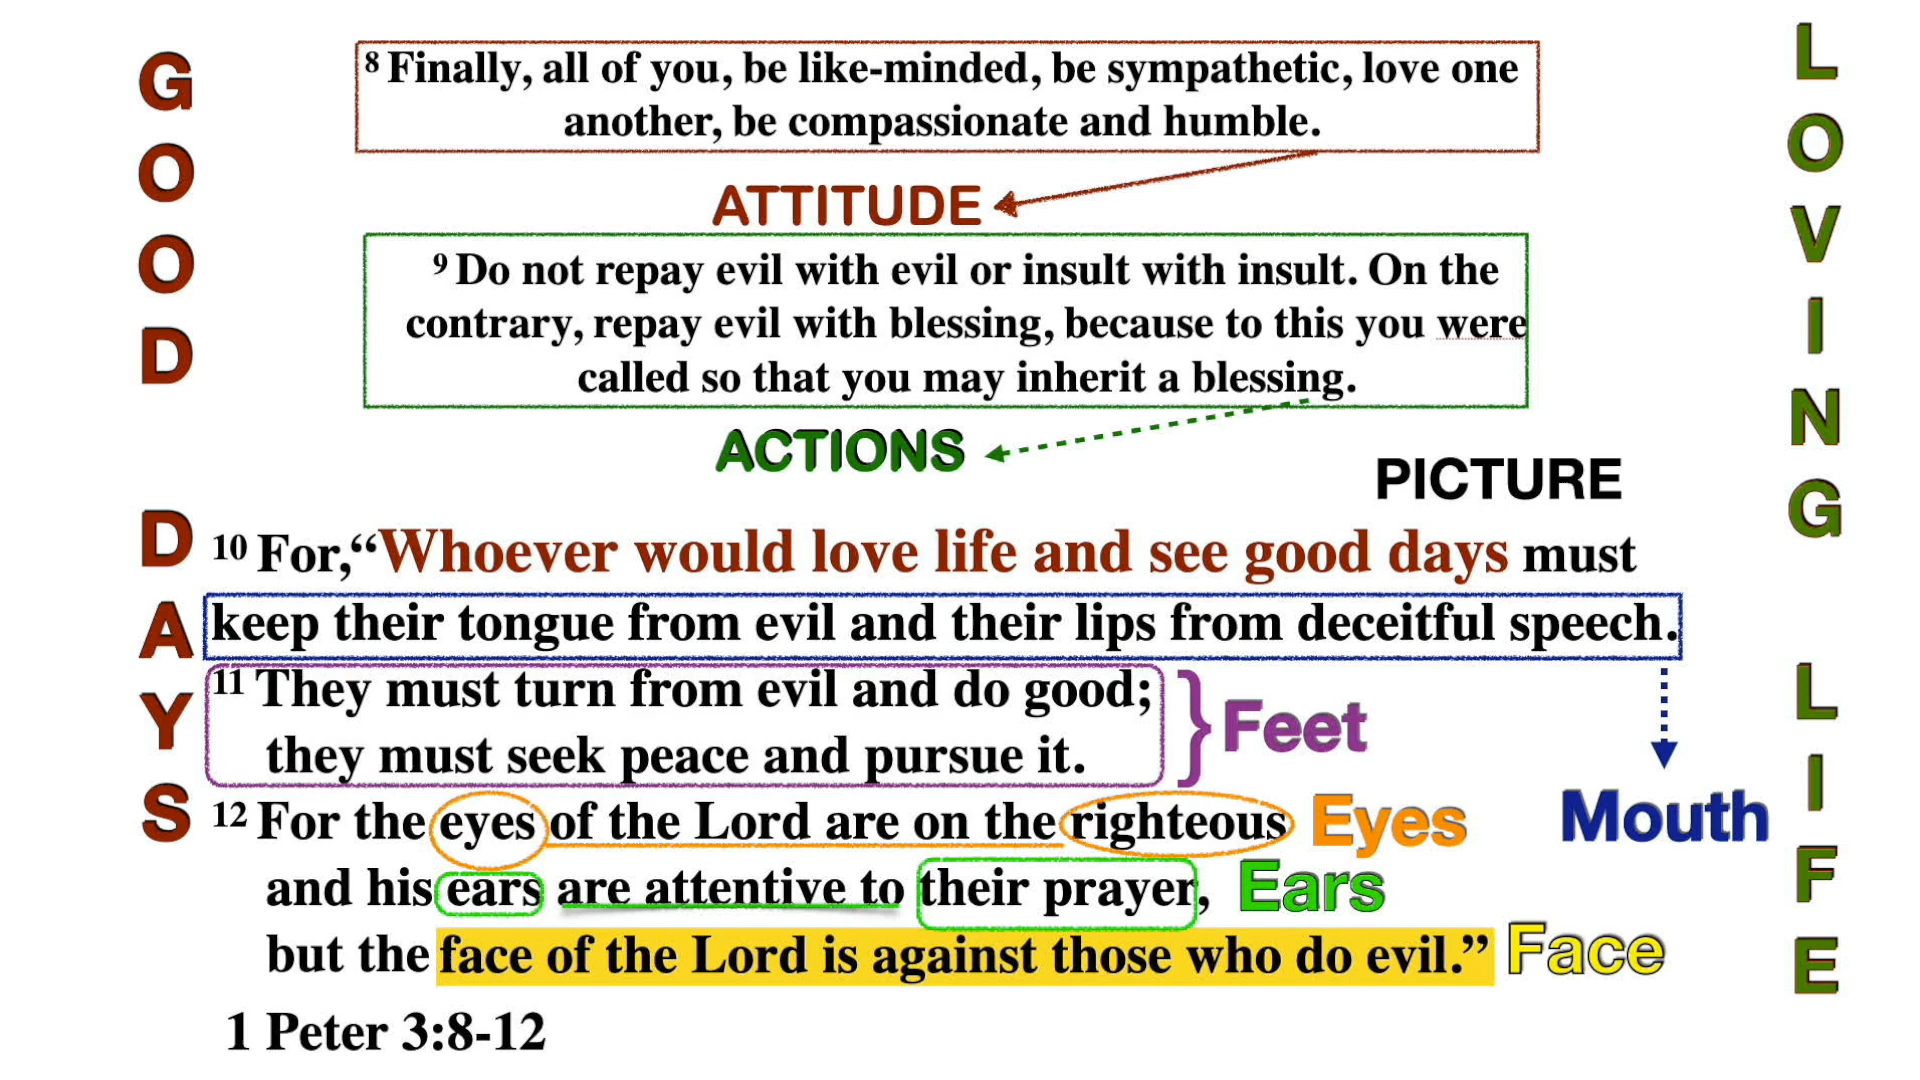 GOOD DAYS
8 Finally, all of you, be like-minded, be sympathetic, love one
another, be compassionate and humble.
ATTITUDE
9 Do not repay evil with evil or insult with insult. On the
contrary, repay evil with blessing, because to this you were
called so that you may inherit a blessing.
ACTIONS
PICTURE
10 For,“Whoever would love life and see good days must
keep their tongue from evil and their lips from deceitful speech.
11 They must turn from evil and do good;
they must seek peace and pursue it.
} Feet
Mouth
12 For the eyes of the Lord are on the righteous Eyes
and his ears are attentive to their prayer, Ears
but the face of the Lord is against those who do evil.” Face
1 Peter 3:8-12
LOVING LIFE